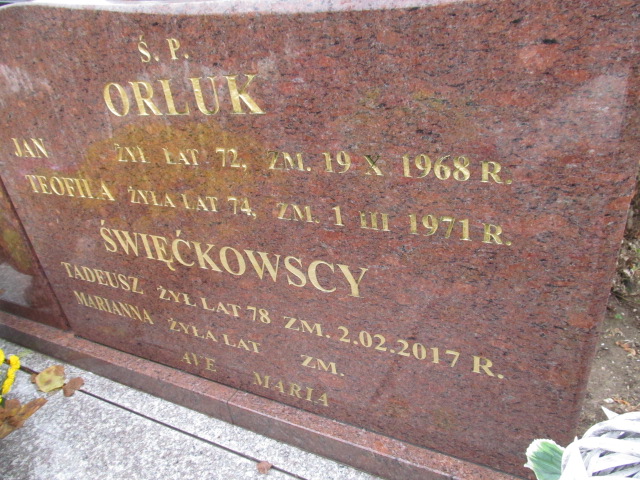 Ś. P.
ORLUK
JAN ŻYŁ LAT 72, ZM. 19 X 1968 R.
TEOFILA ŻYŁA LAT 74, ZM. 1 III 1971 R.
ŚWIĘĆKOWSCY
TADEUSZ ŻYŁ LAT 78 ZM. 2.02.2017 R.
MARIANNA ŻYŁA LAT ZM.
AVE MARIA